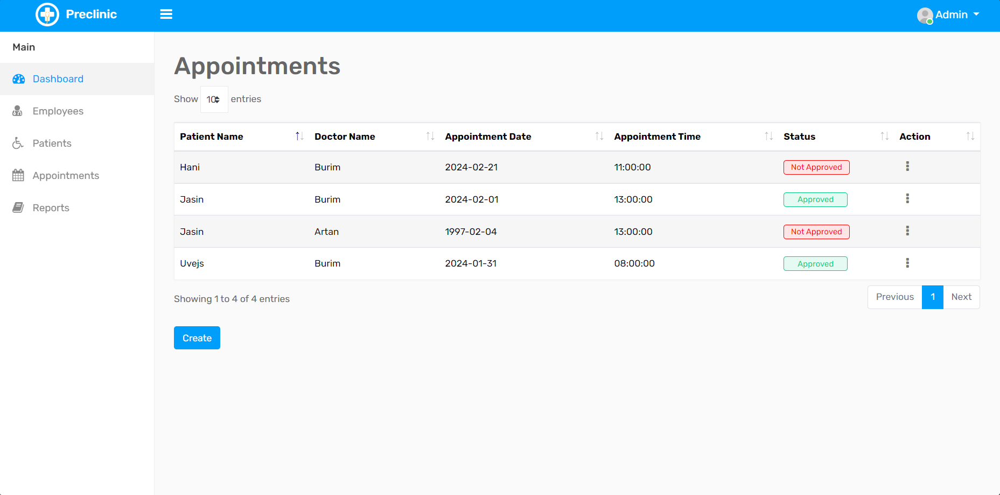 Preclinic
Admin
Main
Dashboard
Employees
Patients
Appointments
Reports
Appointments
Show 10 entries
Patient Name Doctor Name Appointment Date Appointment Time Status Action
Hani Burim 2024-02-21 11:00:00 Not Approved
Jasin Burim 2024-02-01 13:00:00 Approved
Jasin Artan 1997-02-04 13:00:00 Not Approved
Uvejs Burim 2024-01-31 08:00:00 Approved
Showing 1 to 4 of 4 entries
Previous 1 Next
Create